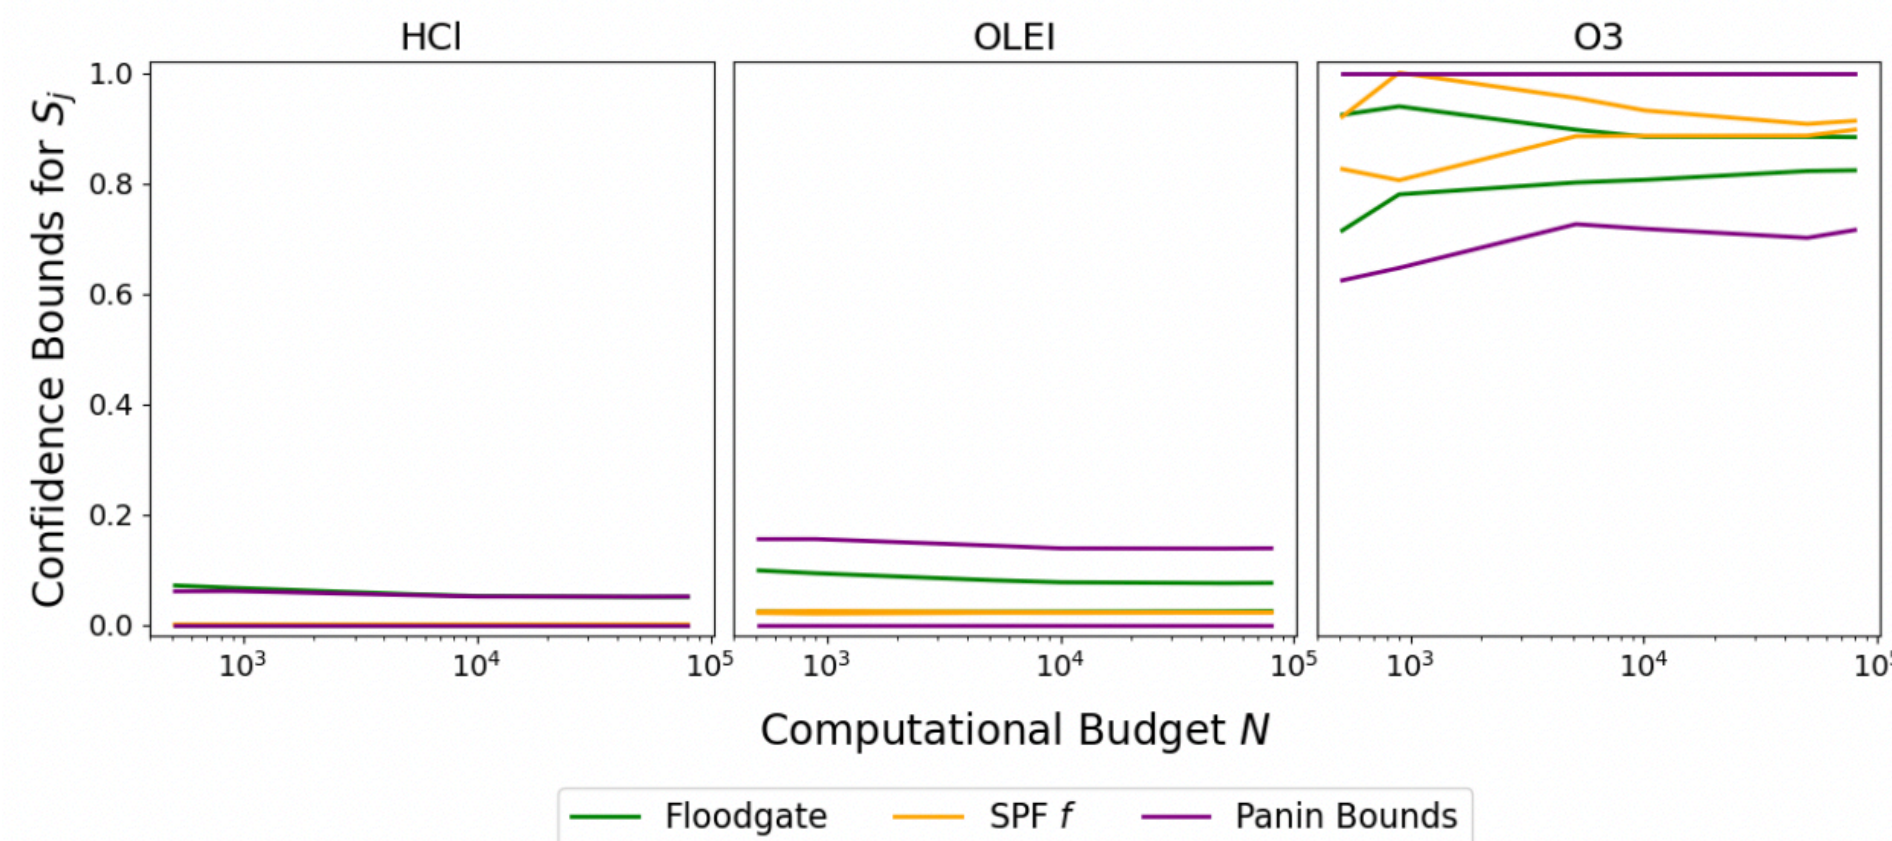 HCl
OLEI
O3
Confidence Bounds for Sⱼ
1.0
0.8
0.6
0.4
0.2
0.0
10³ 10⁴ 10⁵
10³ 10⁴ 10⁵
10³ 10⁴ 10⁵
Computational Budget N
Floodgate SPF f Panin Bounds